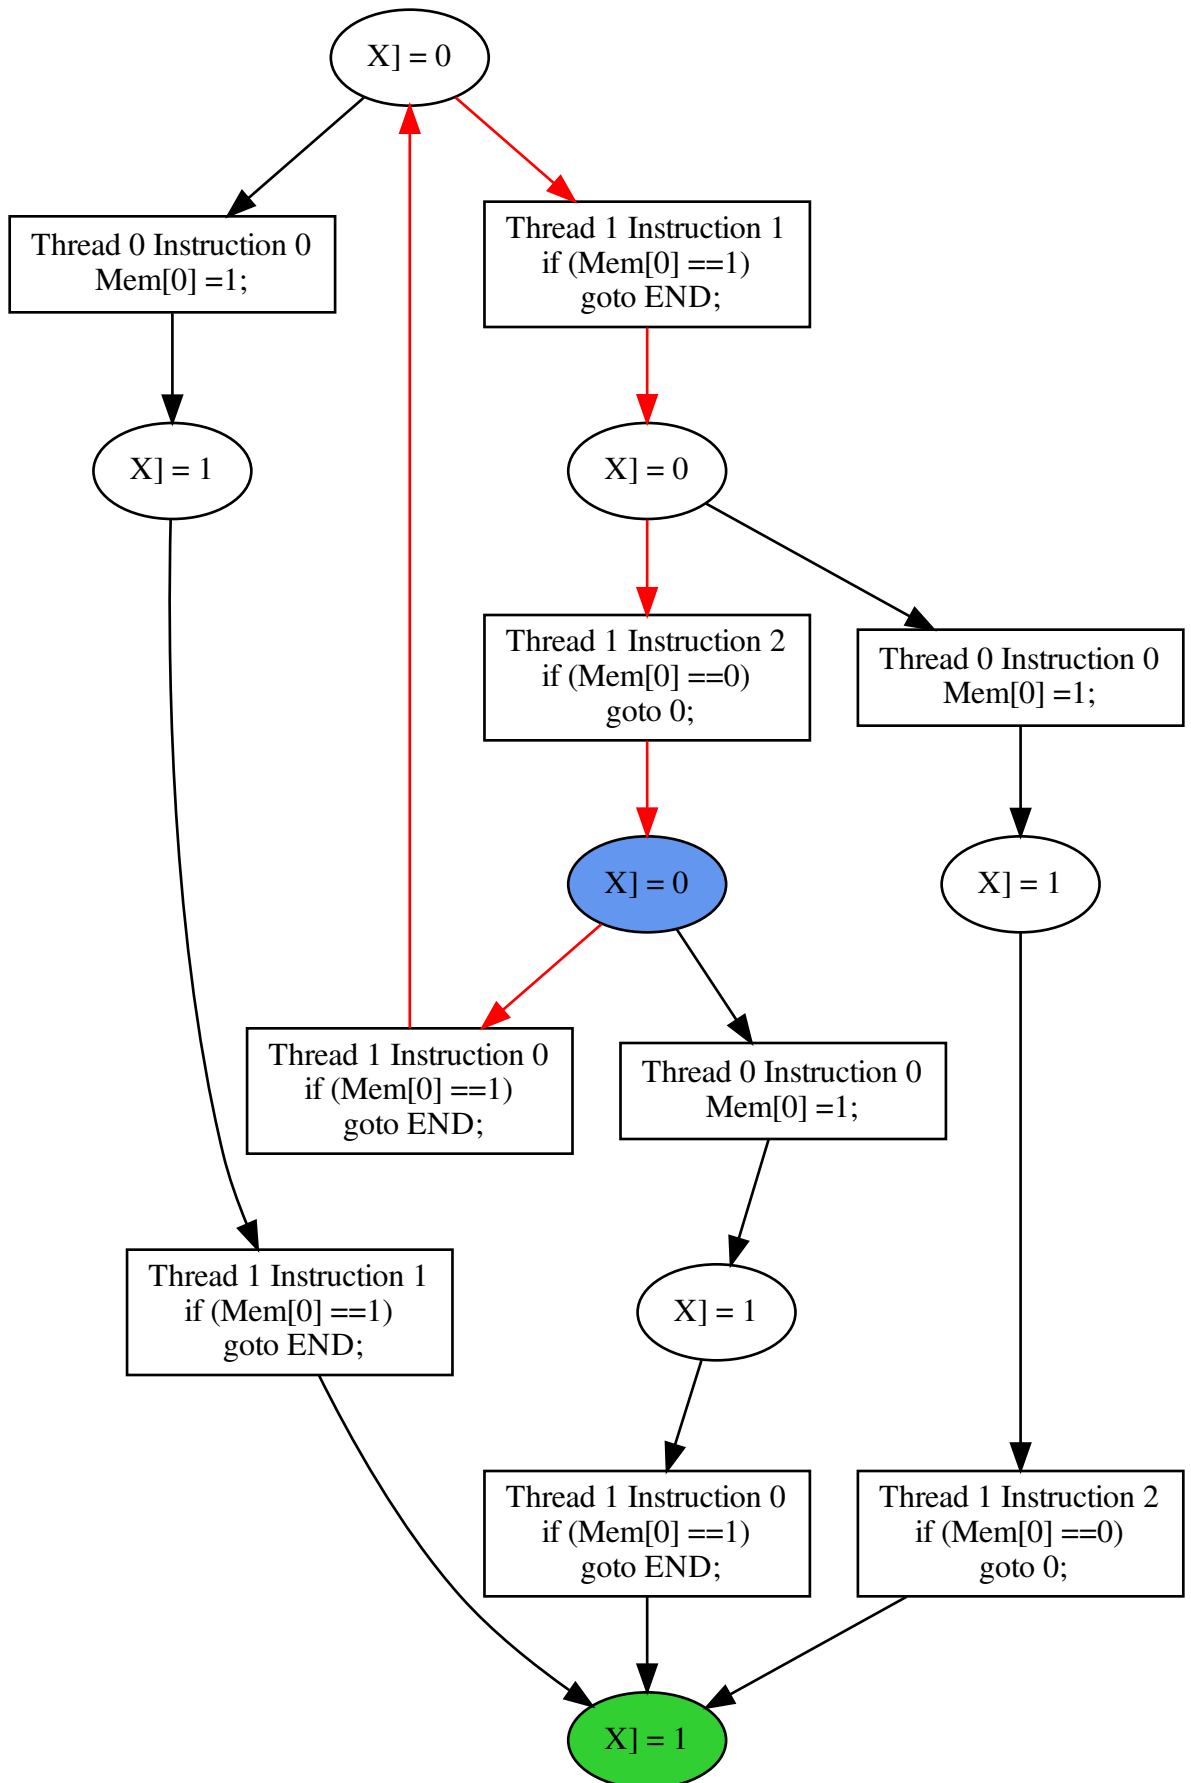 X] = 0
Thread 0 Instruction 0
Mem[0] =1;
Thread 1 Instruction 1
if (Mem[0] ==1)
goto END;
X] = 1
X] = 0
Thread 1 Instruction 2
if (Mem[0] ==0)
goto 0;
Thread 0 Instruction 0
Mem[0] =1;
X] = 0
X] = 1
Thread 1 Instruction 0
if (Mem[0] ==1)
goto END;
Thread 0 Instruction 0
Mem[0] =1;
Thread 1 Instruction 1
if (Mem[0] ==1)
goto END;
X] = 1
Thread 1 Instruction 0
if (Mem[0] ==1)
goto END;
Thread 1 Instruction 2
if (Mem[0] ==0)
goto 0;
X] = 1